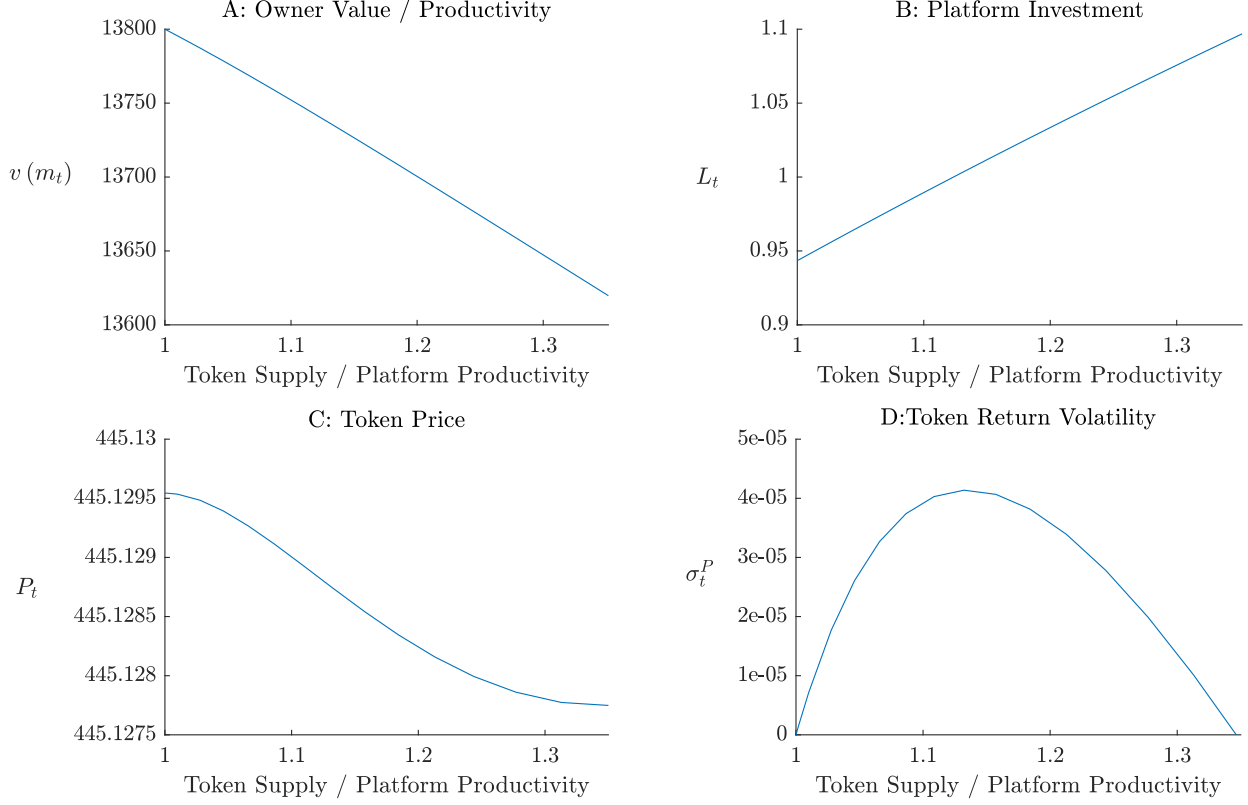 A: Owner Value / Productivity
13800
13750
v (m_t)
13700
13650
13600
1 1.1 1.2 1.3
Token Supply / Platform Productivity
B: Platform Investment
1.1
1.05
L_t
1
0.95
0.9
1 1.1 1.2 1.3
Token Supply / Platform Productivity
C: Token Price
445.13
445.1295
445.129
P_t
445.1285
445.128
445.1275
1 1.1 1.2 1.3
Token Supply / Platform Productivity
D:Token Return Volatility
5e-05
4e-05
3e-05
σ_t^P
2e-05
1e-05
0
1 1.1 1.2 1.3
Token Supply / Platform Productivity